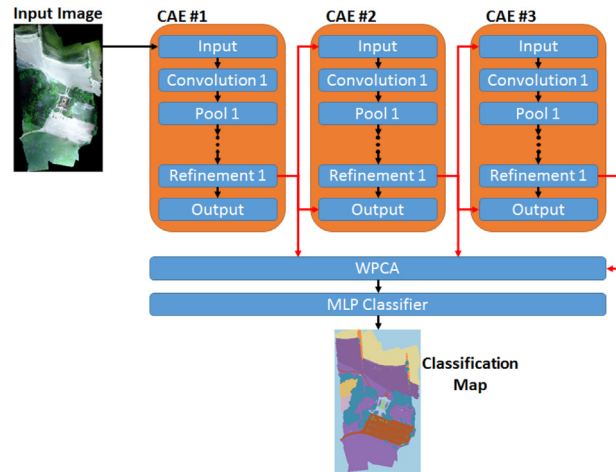 Input Image
CAE #1
CAE #2
CAE #3
Input
Convolution 1
Pool 1
Refinement 1
Output
Input
Convolution 1
Pool 1
Refinement 1
Output
Input
Convolution 1
Pool 1
Refinement 1
Output
WPCA
MLP Classifier
Classification
Map